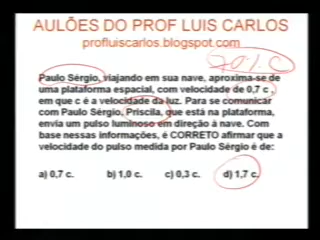 AULÕES DO PROF LUIS CARLOS
profluiscarlos.blogspot.com
70% C
Paulo Sérgio, viajando em sua nave, aproxima-se de
uma plataforma espacial, com velocidade de 0,7 c ,
em que c é a velocidade da luz. Para se comunicar
com Paulo Sérgio, Priscila, que está na plataforma,
envia um pulso luminoso em direção à nave. Com
base nessas informações, é CORRETO afirmar que a
velocidade do pulso medida por Paulo Sérgio é de:
a) 0,7 c. b) 1,0 c. c) 0,3 c. d) 1,7 c.